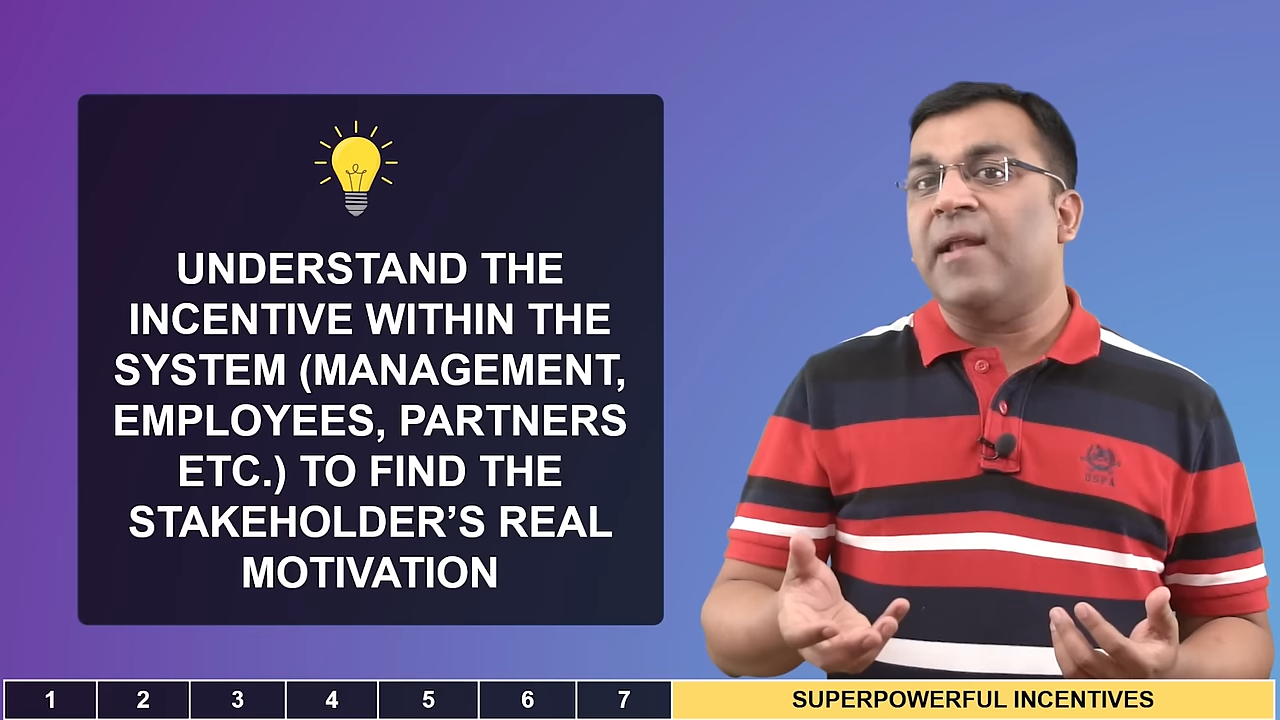 UNDERSTAND THE
INCENTIVE WITHIN THE
SYSTEM (MANAGEMENT,
EMPLOYEES, PARTNERS
ETC.) TO FIND THE
STAKEHOLDER'S REAL
MOTIVATION
USPA
1 2 3 4 5 6 7 SUPERPOWERFUL INCENTIVES